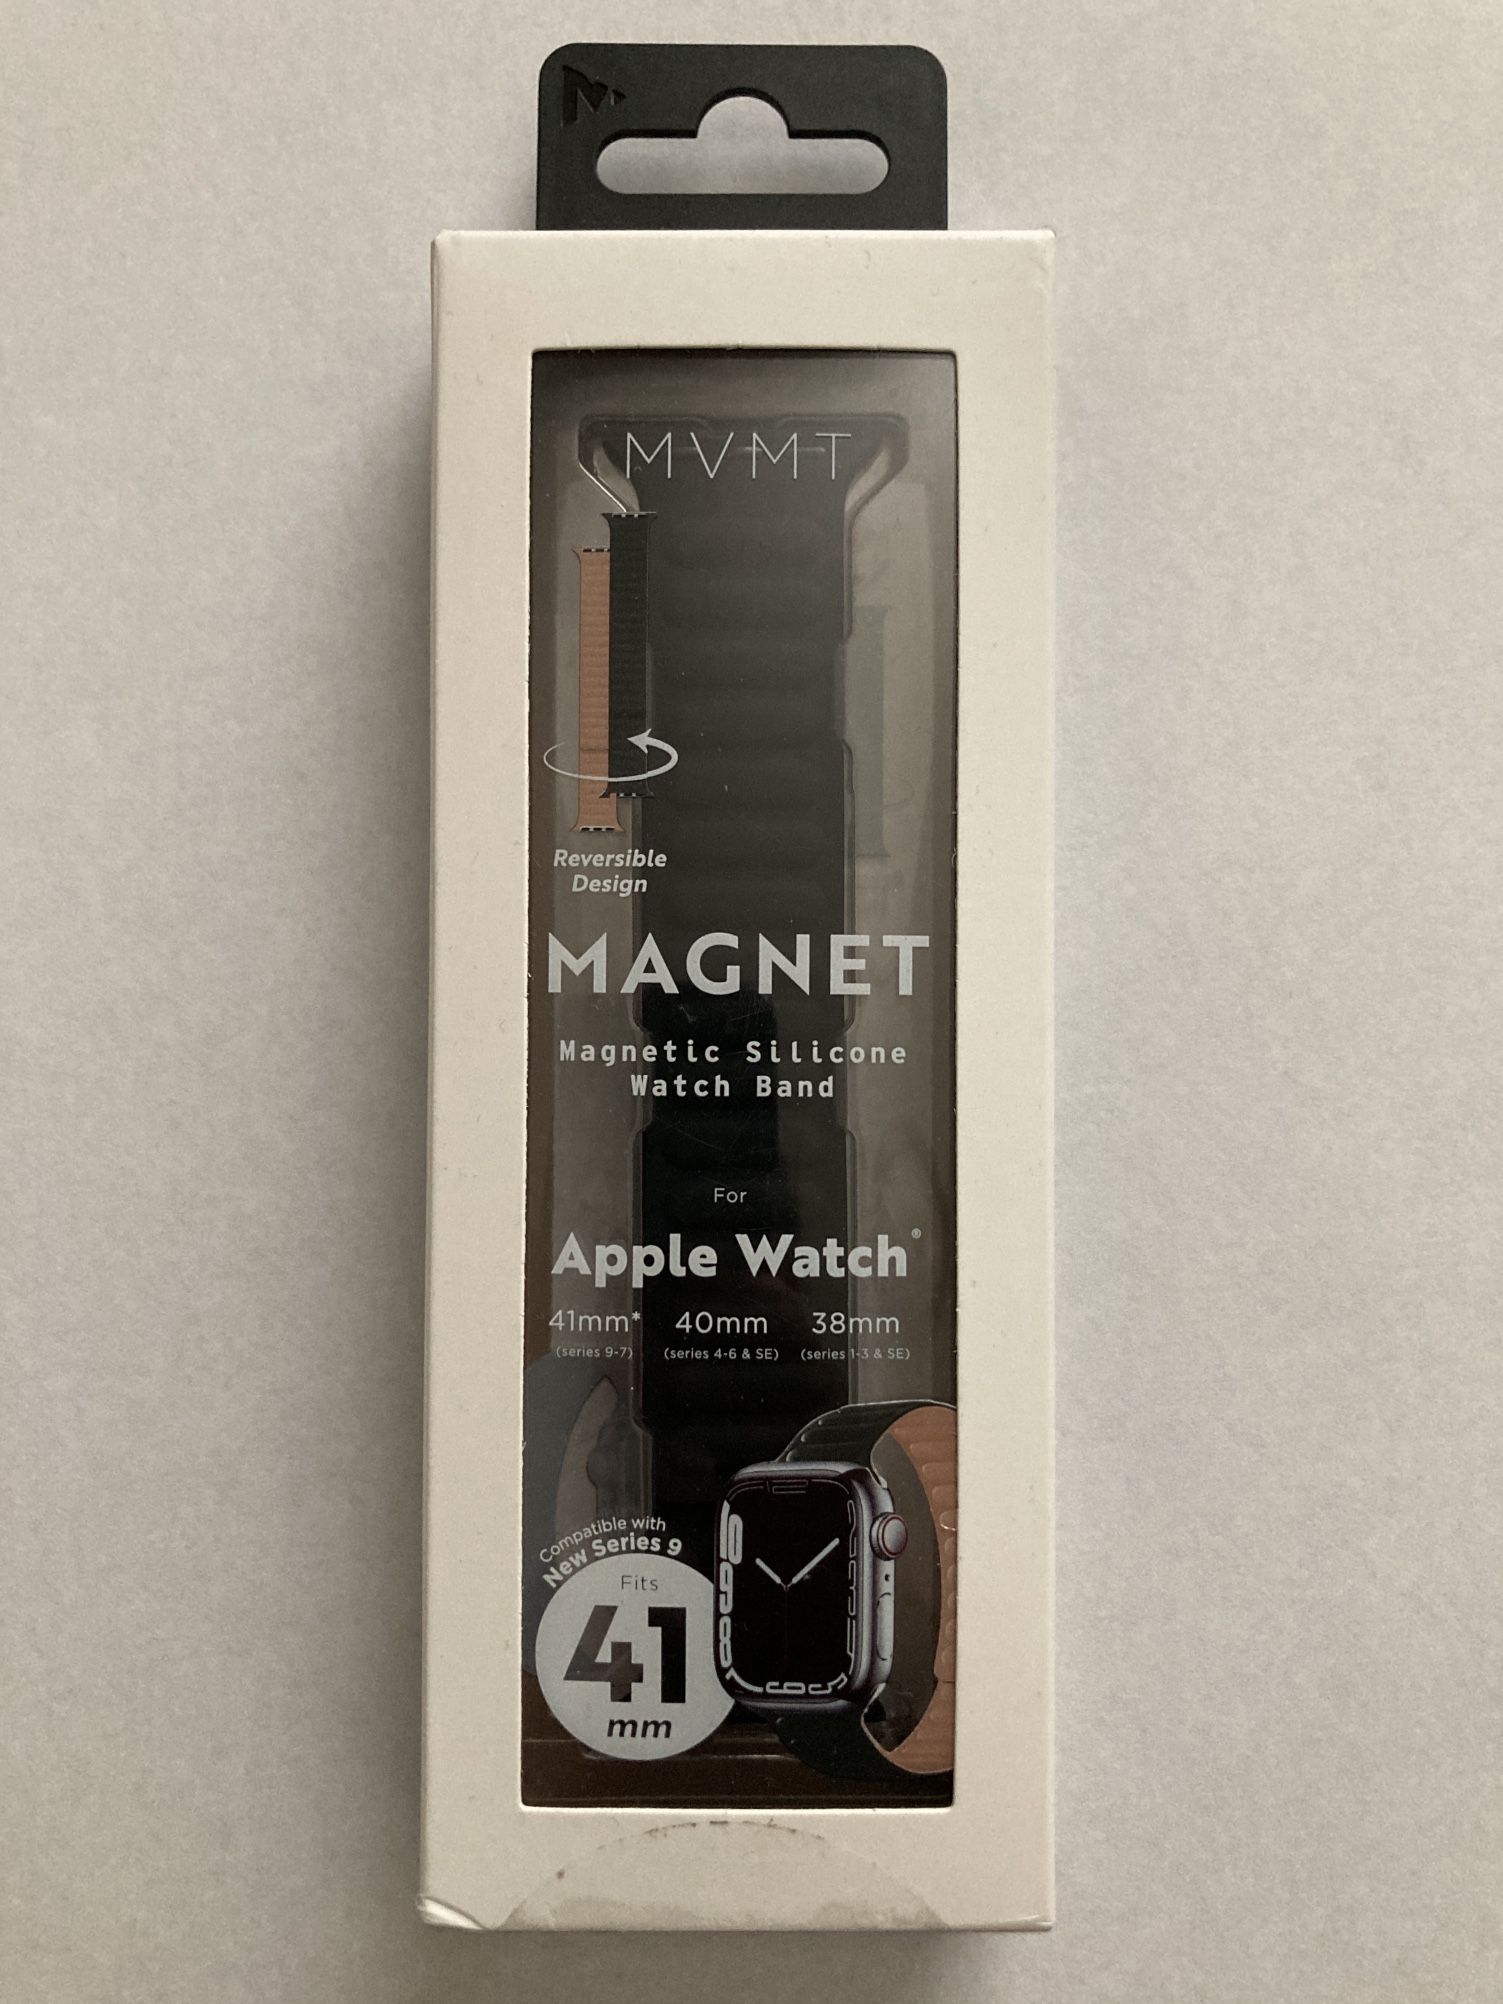 MVMT
Reversible
Design
MAGNET
Magnetic Silicone
Watch Band
For
Apple Watch®
41mm* 40mm 38mm
(series 9-7) (series 4-6 & SE) (series 1-3 & SE)
Compatible with
New Series 9
Fits
41
mm